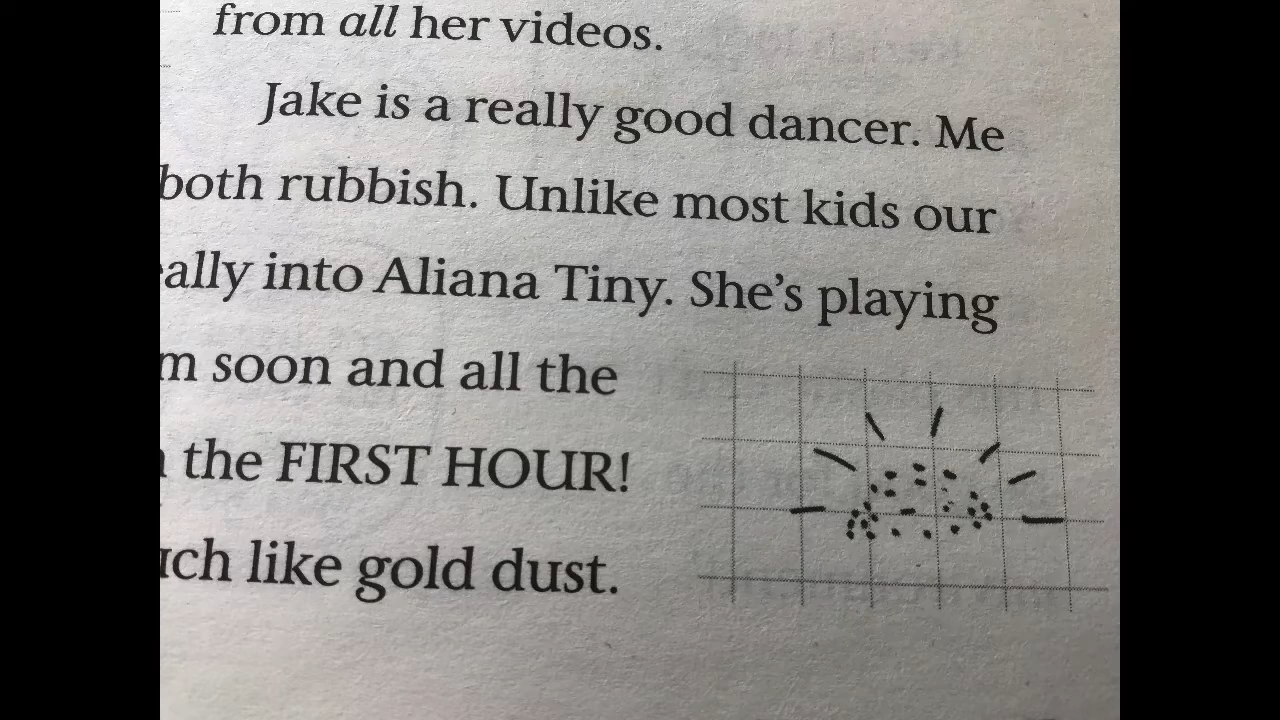 from all her videos.
Jake is a really good dancer. Me
both rubbish. Unlike most kids our
ally into Aliana Tiny. She's playing
m soon and all the
the FIRST HOUR!
ch like gold dust.